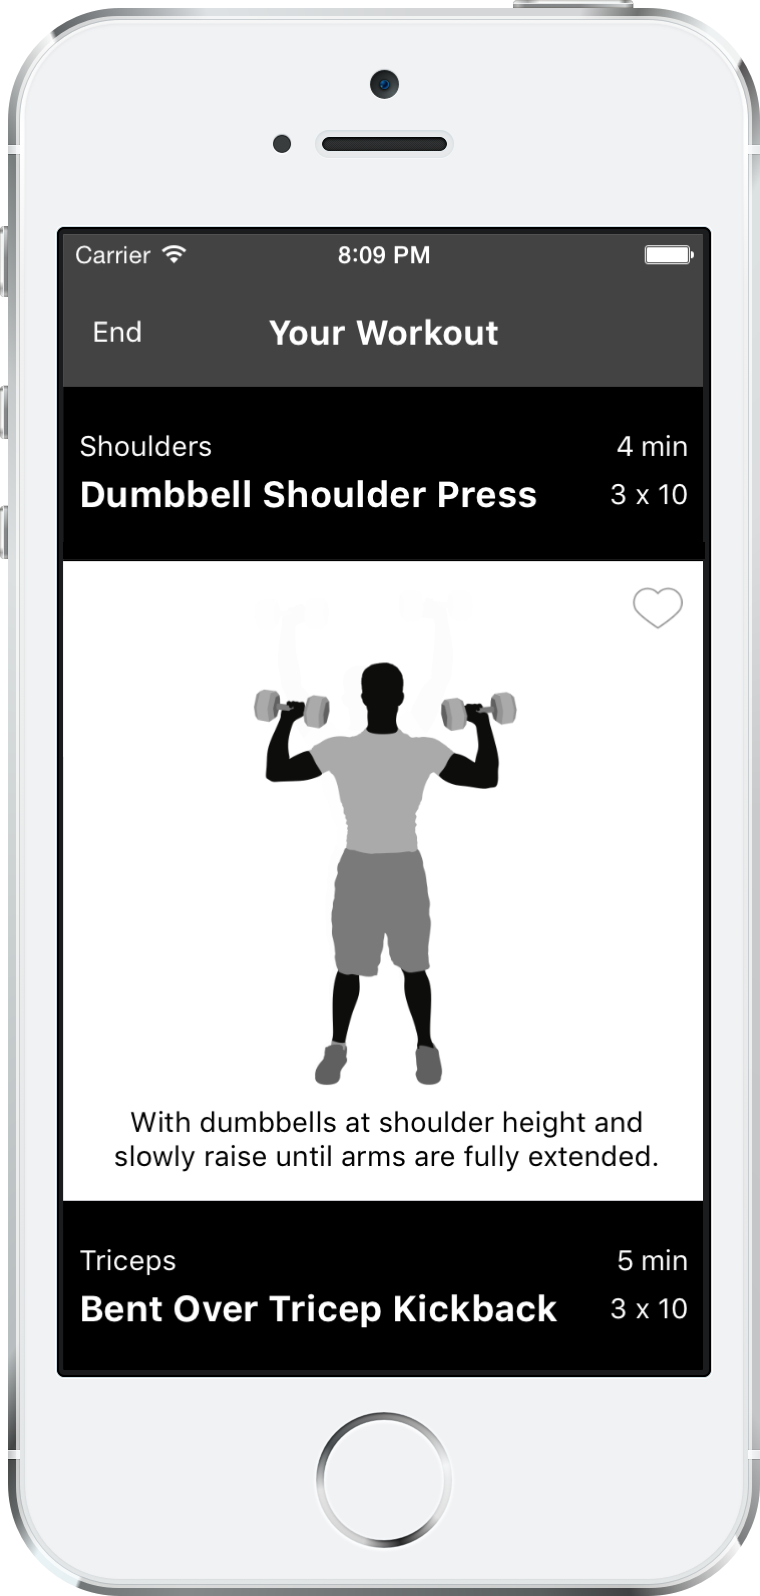 Carrier 8:09 PM
End Your Workout
Shoulders 4 min
Dumbbell Shoulder Press 3 x 10
With dumbbells at shoulder height and
slowly raise until arms are fully extended.
Triceps 5 min
Bent Over Tricep Kickback 3 x 10